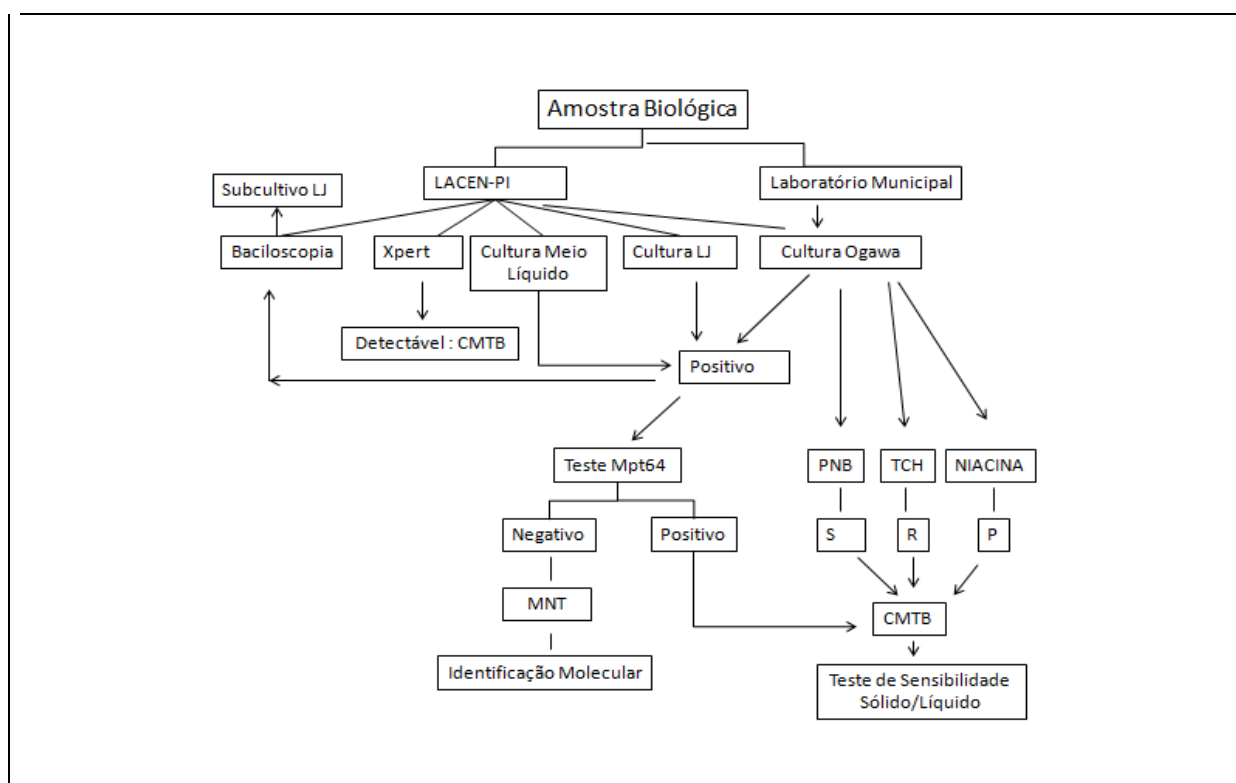 Amostra Biológica
LACEN-PI
Laboratório Municipal
Subcultivo LJ
Baciloscopia
Xpert
Cultura Meio
Líquido
Cultura LJ
Cultura Ogawa
Detectável : CMTB
Positivo
Teste Mpt64
PNB
TCH
NIACINA
Negativo
Positivo
S
R
P
MNT
CMTB
Identificação Molecular
Teste de Sensibilidade
Sólido/Líquido